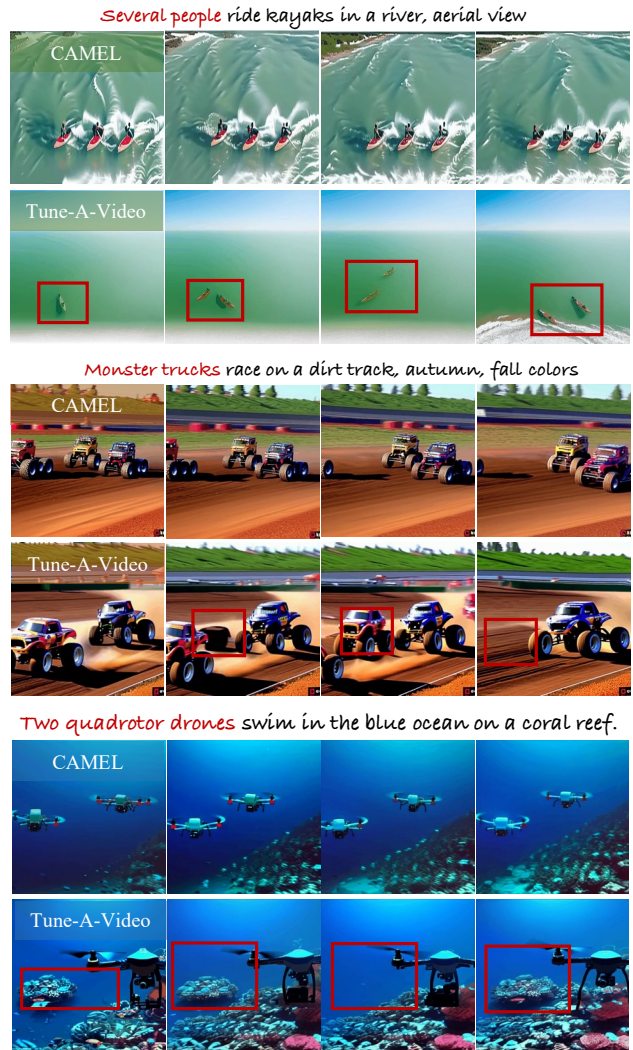 Several people ride kayaks in a river, aerial view
CAMEL
Tune-A-Video
Monster trucks race on a dirt track, autumn, fall colors
CAMEL
Tune-A-Video
Two quadrotor drones swim in the blue ocean on a coral reef.
CAMEL
Tune-A-Video